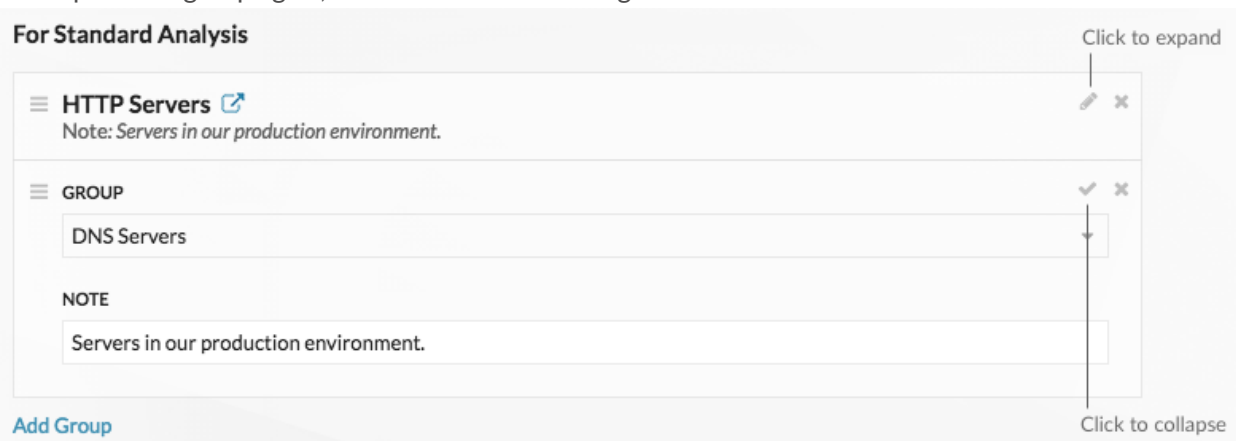 For Standard Analysis
Click to expand
HTTP Servers
Note: Servers in our production environment.
GROUP
DNS Servers
NOTE
Servers in our production environment.
Add Group
Click to collapse